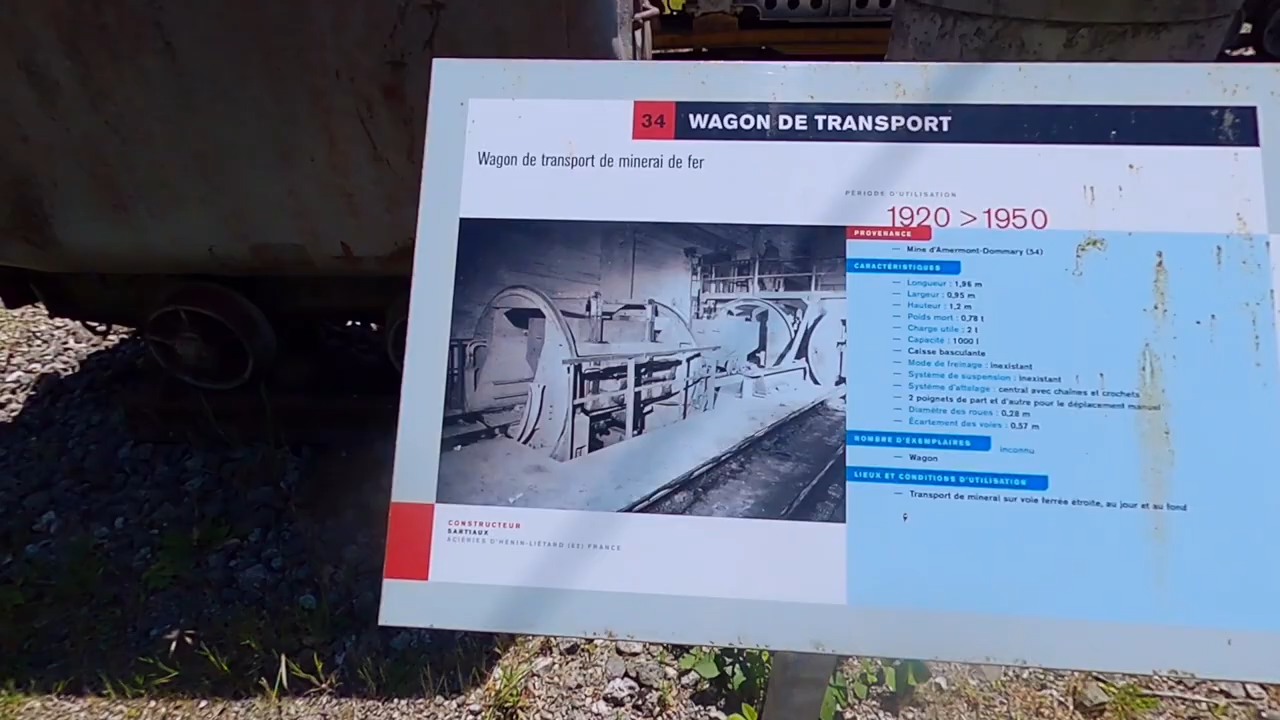 34 WAGON DE TRANSPORT
Wagon de transport de minerai de fer
PÉRIODE D'UTILISATION
1920 > 1950
PROVENANCE
— Mine d'Amermont-Dommary (54)
CARACTÉRISTIQUES
— Longueur : 1,96 m
— Largeur : 0,95 m
— Hauteur : 1,2 m
— Poids mort : 0,78 t
— Charge utile : 2 t
— Capacité : 1000 l
— Caisse basculante
— Mode de freinage : inexistant
— Système de suspension : inexistant
— Système d'attelage : central avec chaînes et crochets
— 2 poignets de part et d'autre pour le déplacement manuel
— Diamètre des roues : 0,28 m
— Écartement des voies : 0,57 m
NOMBRE D'EXEMPLAIRES
inconnu
— Wagon
LIEUX ET CONDITIONS D'UTILISATION
— Transport de minerai sur voie ferrée étroite, au jour et au fond
CONSTRUCTEUR
SARTIAUX
ACIÉRIES D'HÉNIN-LIÉTARD (62) FRANCE